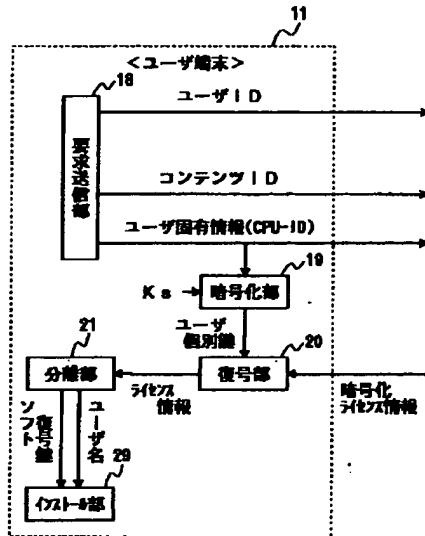 11
<ユーザ端末>
18
ユーザID
要求送信部
コンテンツID
ユーザ固有情報(CPU-ID)
19
Ks
暗号化部
ユーザ
個別鍵
21
20
分離部
ライセンス
情報
復号部
暗号化
ライセンス情報
ソフト
復号鍵
ユーザ名
29
インストール部